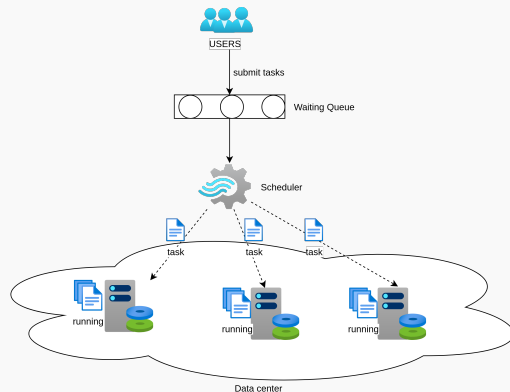 USERS
submit tasks
Waiting Queue
Scheduler
task
task
task
running
running
running
Data center